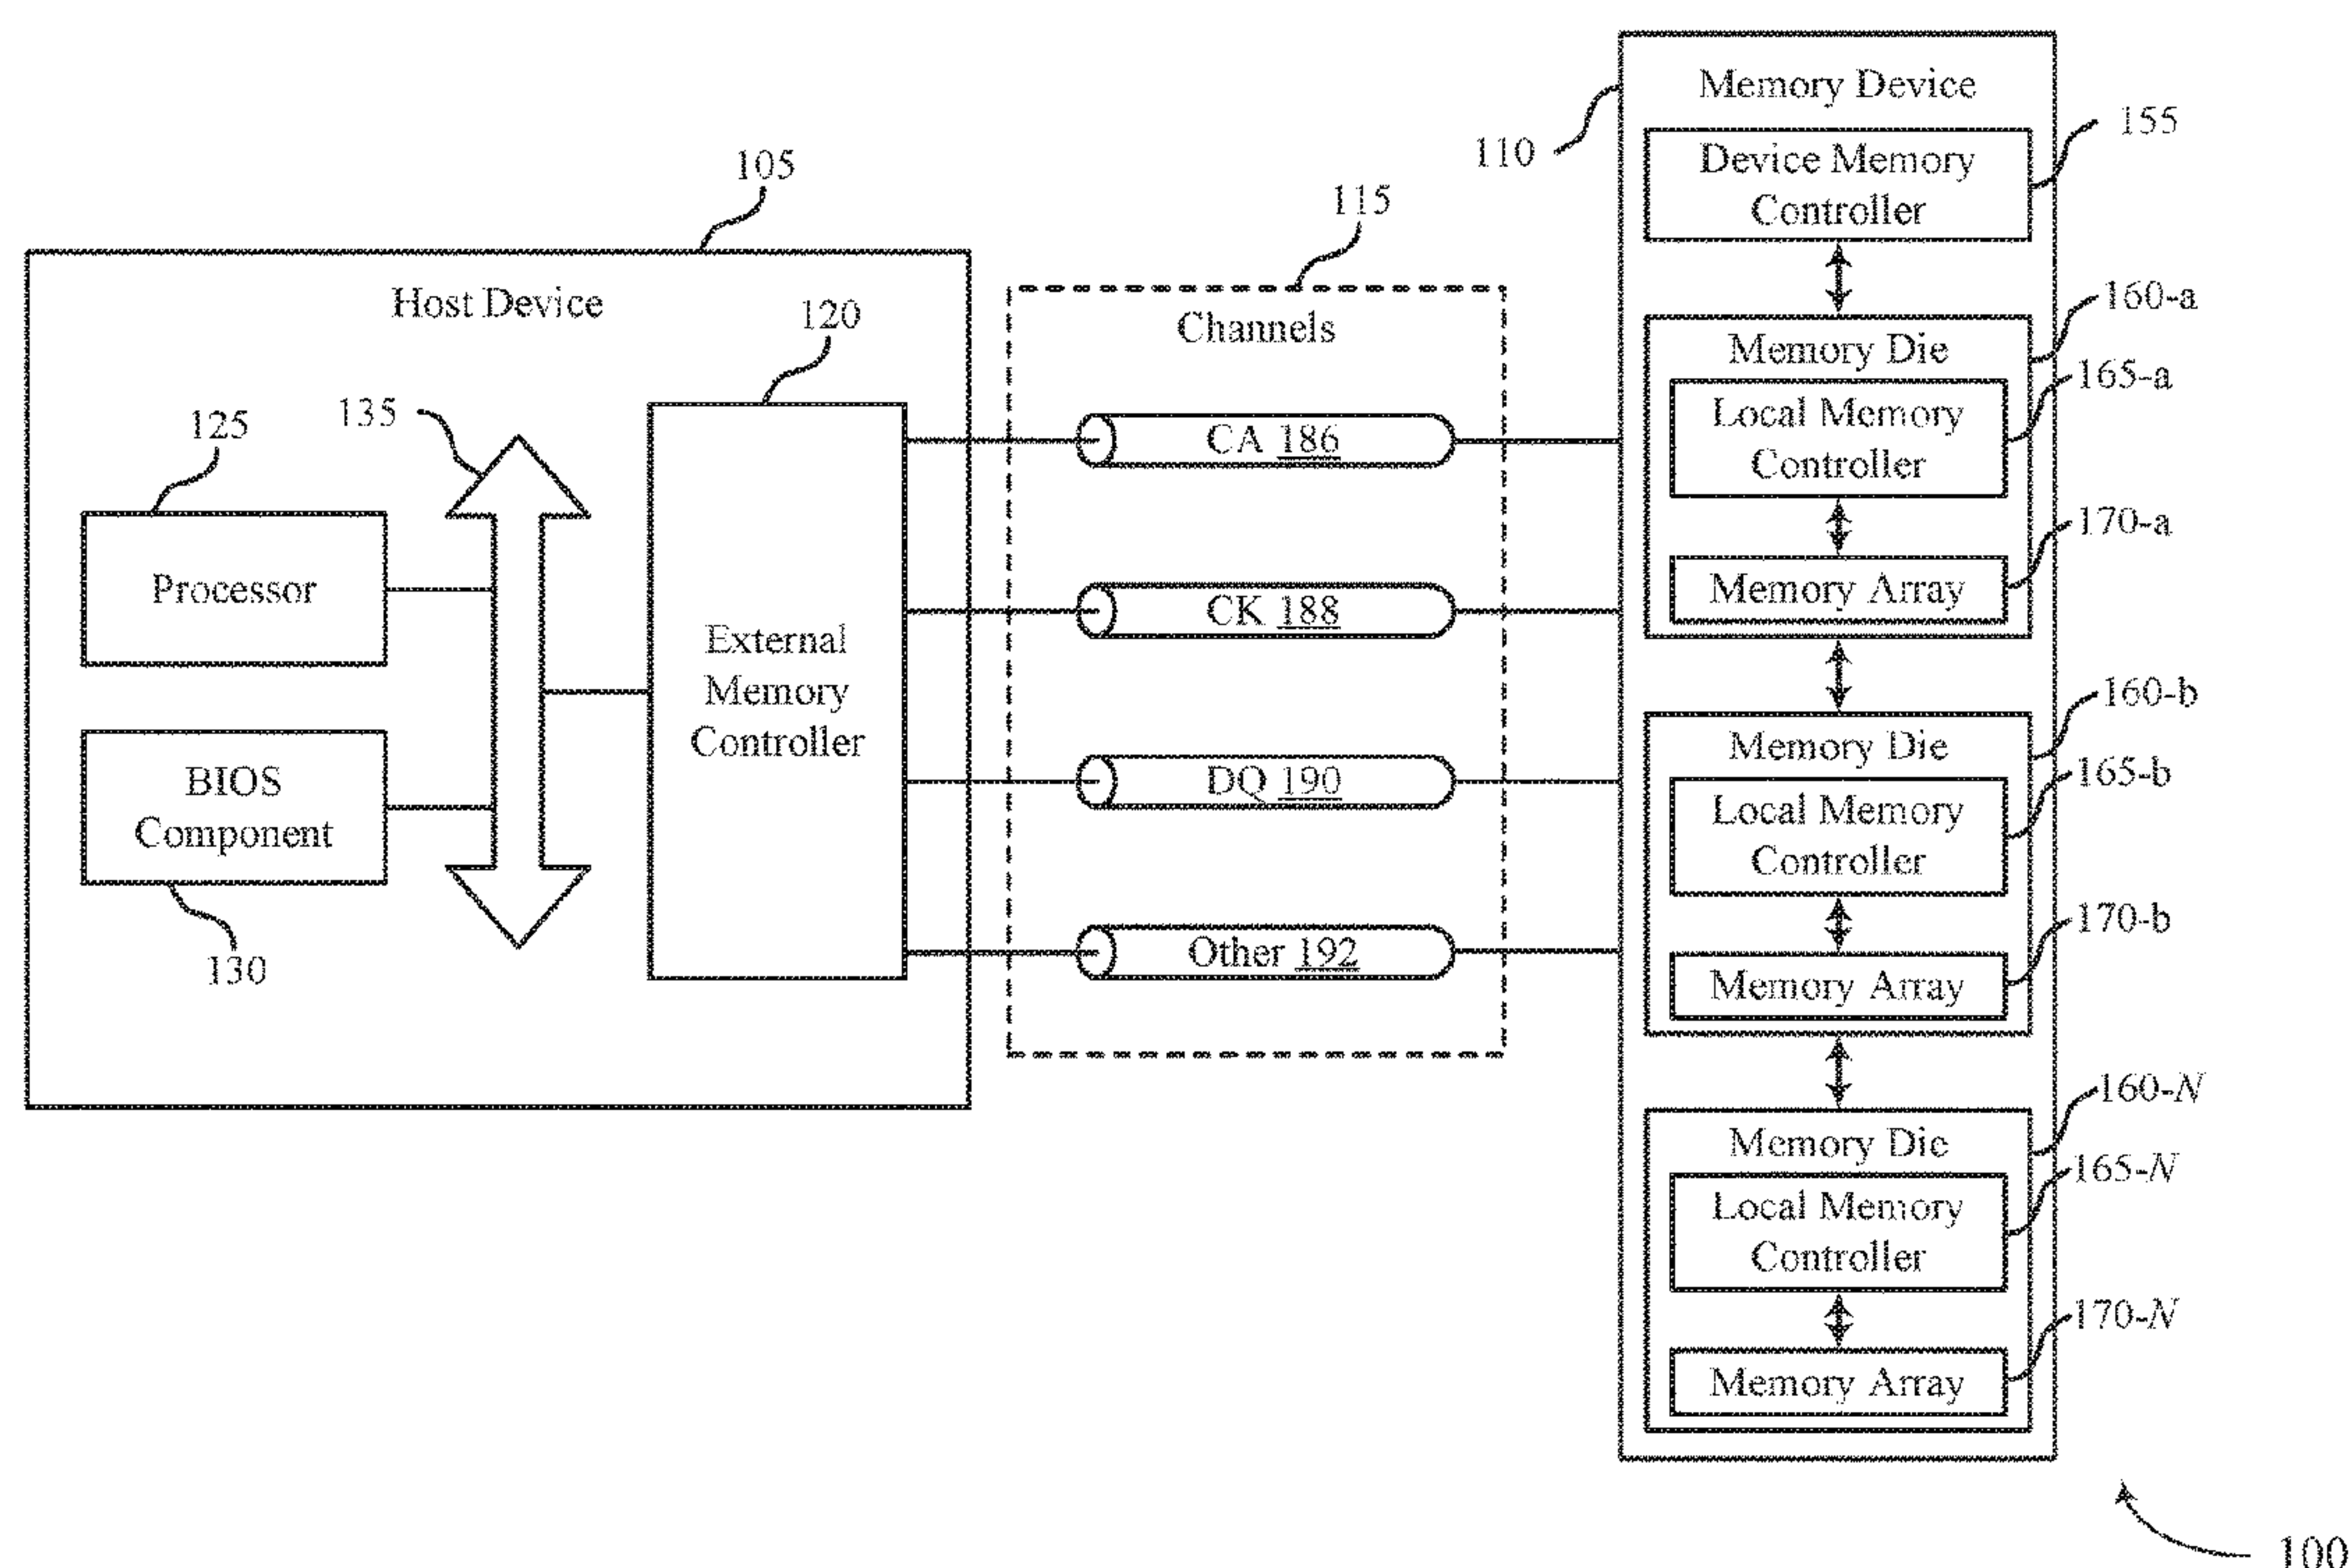 Memory Device
155
Device Memory
Controller
110
105
115
Host Device
120
Channels
160-a
Memory Die
165-a
Local Memory
Controller
125
135
CA 186
170-a
Processor
Memory Array
CK 188
External
Memory
Controller
160-b
Memory Die
165-b
Local Memory
Controller
BIOS
Component
DQ 190
170-b
130
Other 192
Memory Array
160-N
Memory Die
165-N
Local Memory
Controller
170-N
Memory Array
100